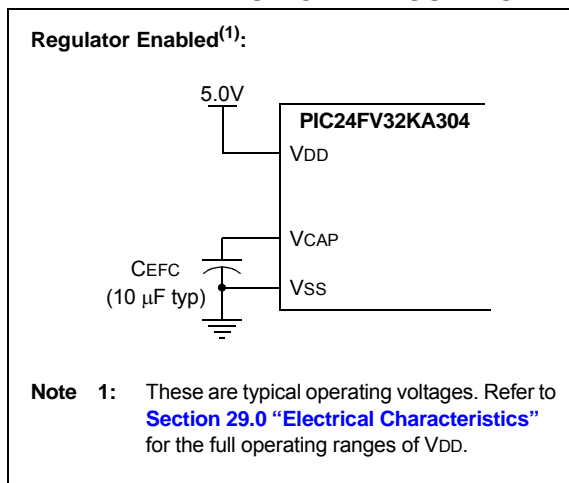 Regulator Enabled(1):
5.0V
PIC24FV32KA304
VDD
VCAP
CEFC
(10 μF typ)
VSS
Note 1: These are typical operating voltages. Refer to
Section 29.0 “Electrical Characteristics”
for the full operating ranges of VDD.